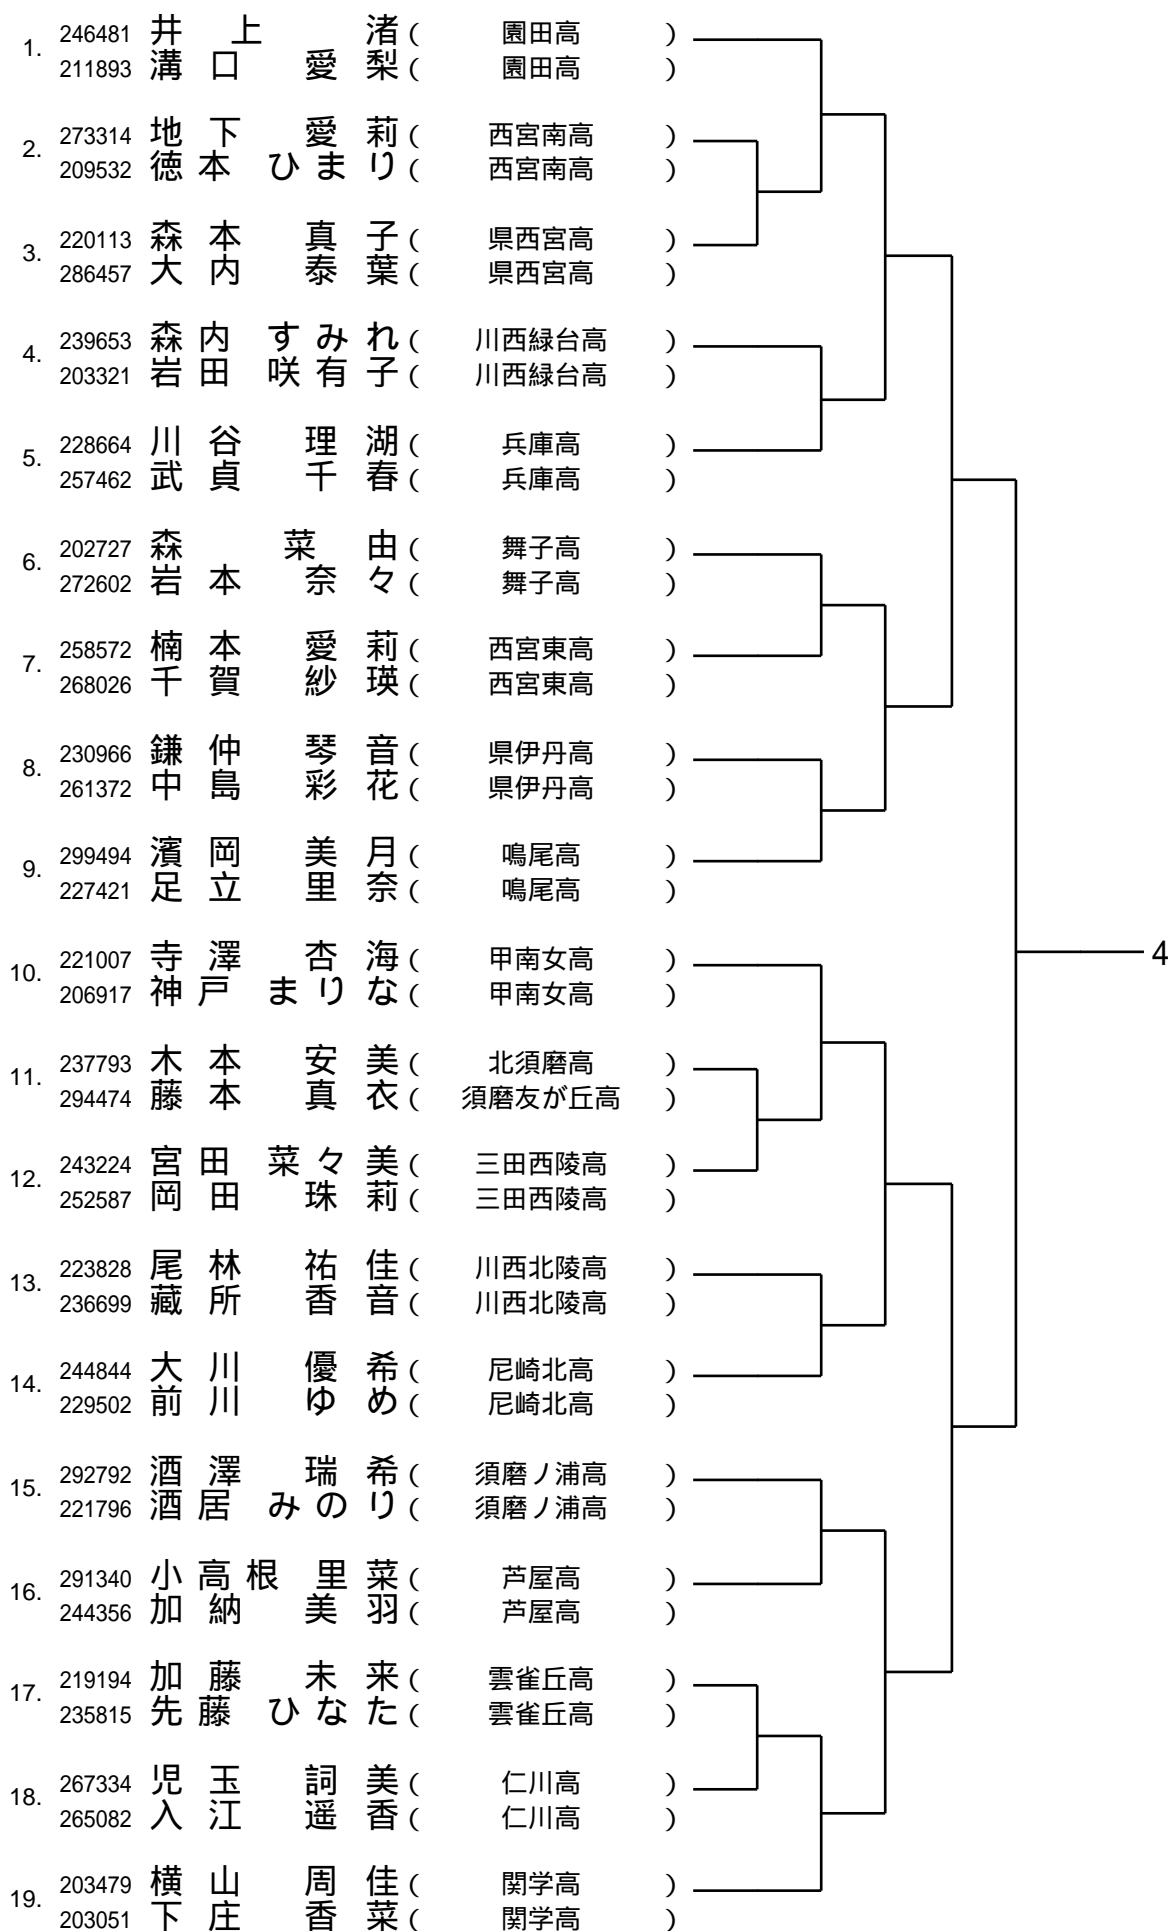 1. 246481 井上 渚 ( 園田高 )
211893 溝口 愛梨 ( 園田高 )
2. 273314 地下 愛莉 ( 西宮南高 )
209532 徳本 ひまり ( 西宮南高 )
3. 220113 森本 真子 ( 県西宮高 )
286457 大内 泰葉 ( 県西宮高 )
4. 239653 森内 すみれ ( 川西緑台高 )
203321 岩田 咲有子 ( 川西緑台高 )
5. 228664 川谷 理湖 ( 兵庫高 )
257462 武貞 千春 ( 兵庫高 )
6. 202727 森 菜由 ( 舞子高 )
272602 岩本 奈々 ( 舞子高 )
7. 258572 楠本 愛莉 ( 西宮東高 )
268026 千賀 紗瑛 ( 西宮東高 )
8. 230966 鎌仲 琴音 ( 県伊丹高 )
261372 中島 彩花 ( 県伊丹高 )
9. 299494 濱岡 美月 ( 鳴尾高 )
227421 足立 里奈 ( 鳴尾高 )
10. 221007 寺澤 杏海 ( 甲南女高 )
206917 神戸 まりな ( 甲南女高 )
4
11. 237793 木本 安美 ( 北須磨高 )
294474 藤本 真衣 ( 須磨友が丘高 )
12. 243224 宮田 菜々美 ( 三田西陵高 )
252587 岡田 珠莉 ( 三田西陵高 )
13. 223828 尾林 祐佳 ( 川西北陵高 )
236699 藏所 香音 ( 川西北陵高 )
14. 244844 大川 優希 ( 尼崎北高 )
229502 前川 ゆめ ( 尼崎北高 )
15. 292792 酒澤 瑞希 ( 須磨ノ浦高 )
221796 酒居 みのり ( 須磨ノ浦高 )
16. 291340 小高根 里菜 ( 芦屋高 )
244356 加納 美羽 ( 芦屋高 )
17. 219194 加藤 未来 ( 雲雀丘高 )
235815 先藤 ひなた ( 雲雀丘高 )
18. 267334 児玉 詞美 ( 仁川高 )
265082 入江 遥香 ( 仁川高 )
19. 203479 横山 周佳 ( 関学高 )
203051 下庄 香菜 ( 関学高 )